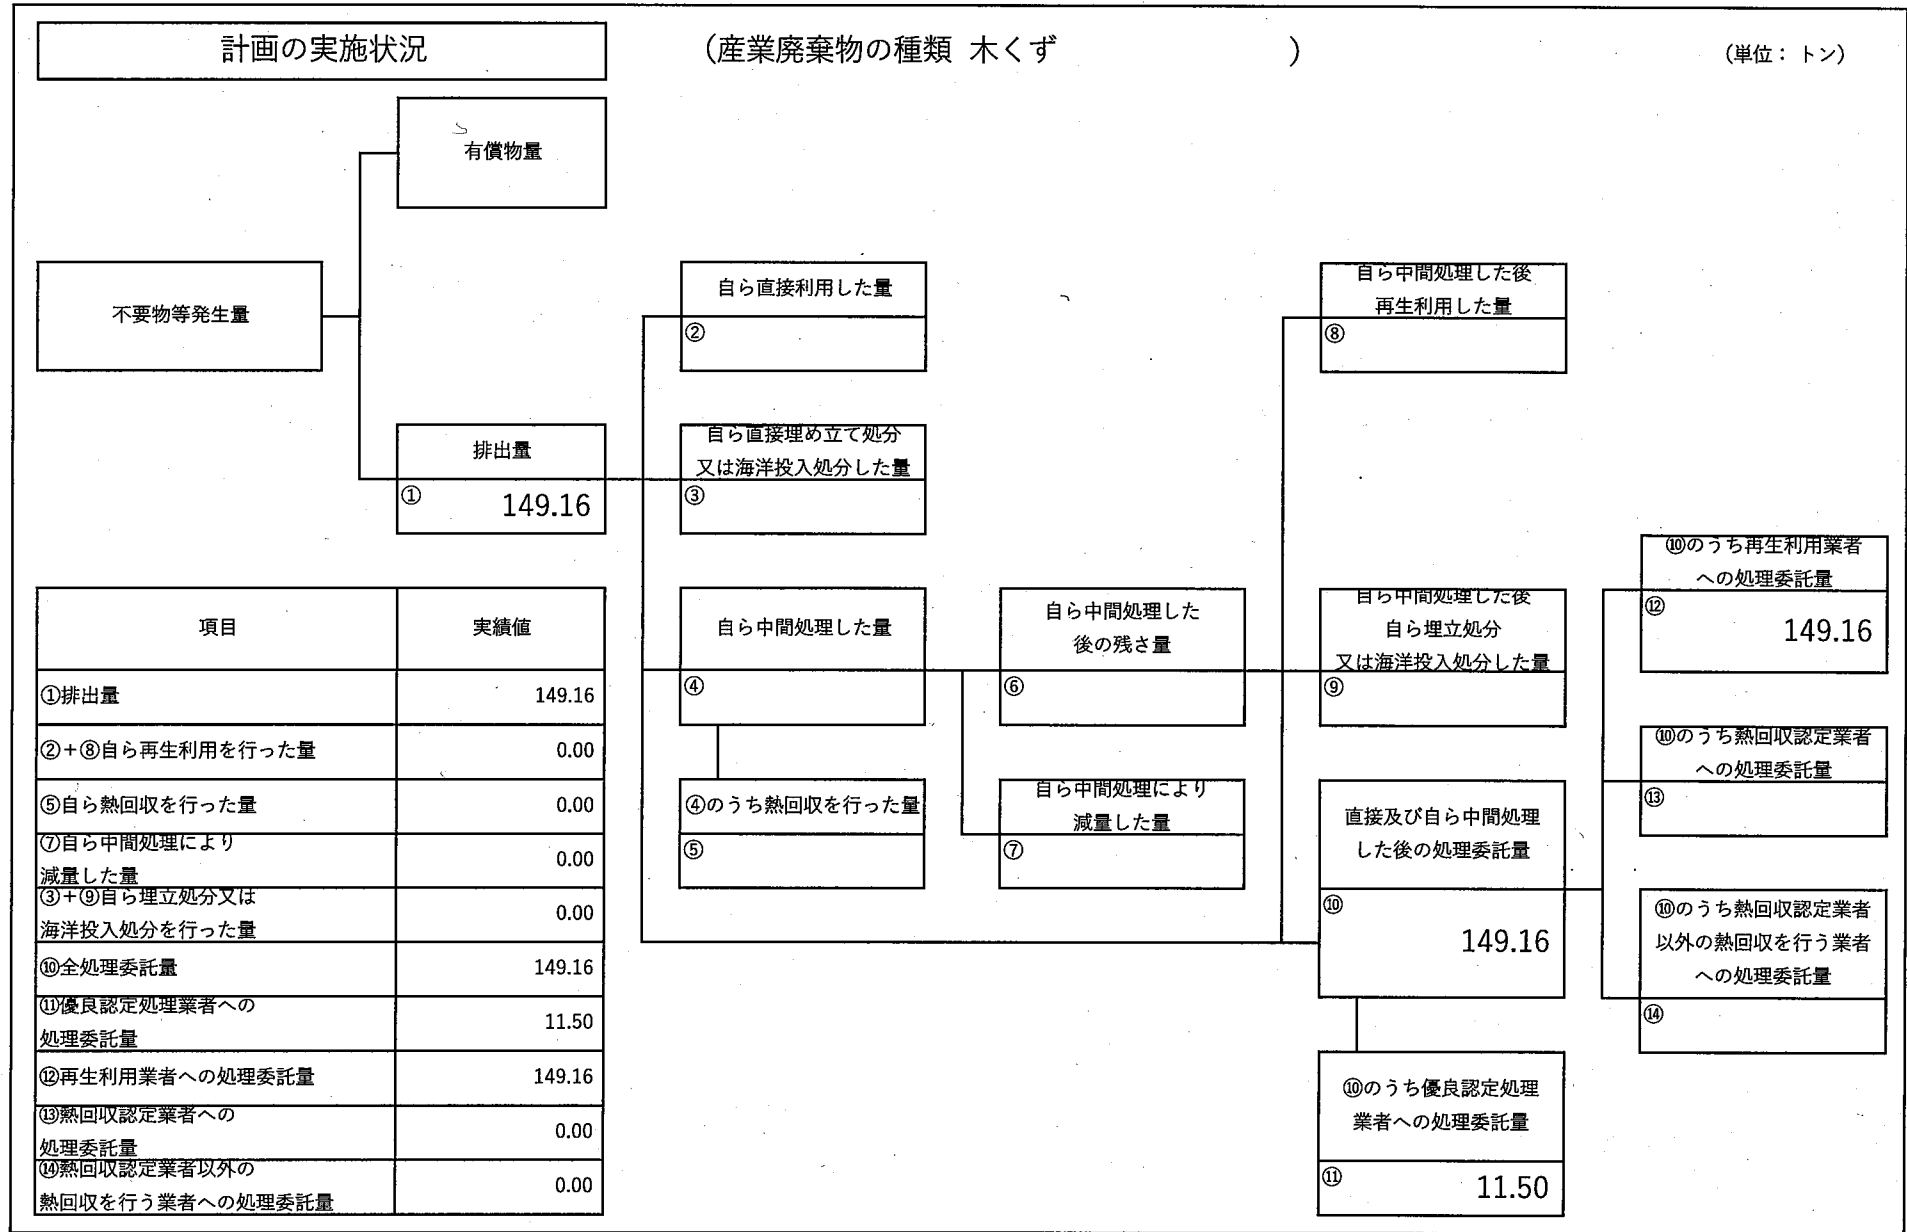 計画の実施状況
（産業廃棄物の種類 木くず ）
（単位：トン）
有償物量
不要物等発生量
排出量
①
149.16
自ら直接利用した量
②
自ら直接埋め立て処分
又は海洋投入処分した量
③
自ら中間処理した量
④
④のうち熱回収を行った量
⑤
自ら中間処理した
後の残さ量
⑥
自ら中間処理により
減量した量
⑦
自ら中間処理した後
再生利用した量
⑧
自ら中間処理した後
自ら埋立処分
又は海洋投入処分した量
⑨
直接及び自ら中間処理
した後の処理委託量
⑩
149.16
⑩のうち優良認定処理
業者への処理委託量
⑪
11.50
⑩のうち再生利用業者
への処理委託量
⑫
149.16
⑩のうち熱回収認定業者
への処理委託量
⑬
⑩のうち熱回収認定業者
以外の熱回収を行う業者
への処理委託量
⑭
項目 実績値
①排出量 149.16
②+⑧自ら再生利用を行った量 0.00
⑤自ら熱回収を行った量 0.00
⑦自ら中間処理により
減量した量 0.00
③+⑨自ら埋立処分又は
海洋投入処分を行った量 0.00
⑩全処理委託量 149.16
⑪優良認定処理業者への
処理委託量 11.50
⑫再生利用業者への処理委託量 149.16
⑬熱回収認定業者への
処理委託量 0.00
⑭熱回収認定業者以外の
熱回収を行う業者への処理委託量 0.00